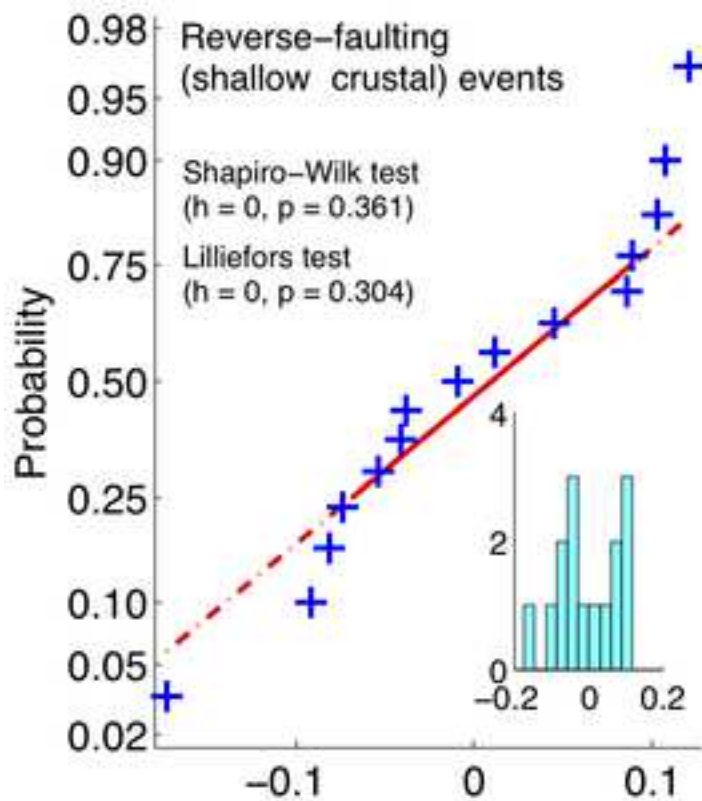 Reverse−faulting
(shallow crustal) events
Shapiro−Wilk test
(h = 0, p = 0.361)
Lilliefors test
(h = 0, p = 0.304)
Probability
0.98
0.95
0.90
0.75
0.50
0.25
0.10
0.05
0.02
−0.1
0
0.1
4
2
0
−0.2
0
0.2